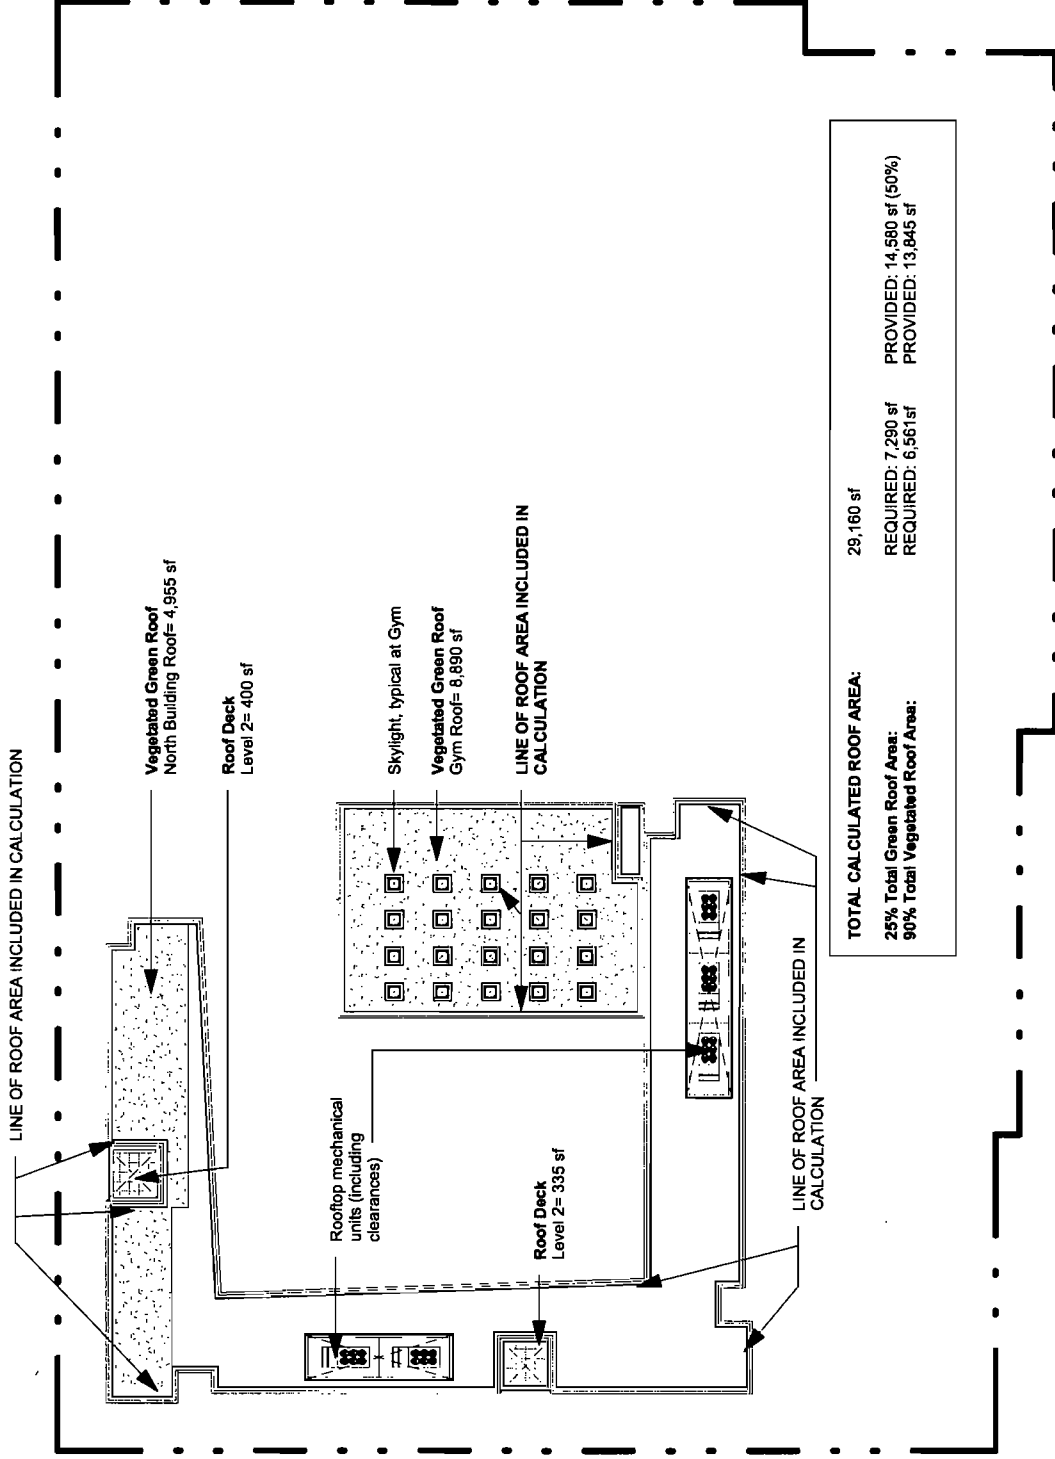 LINE OF ROOF AREA INCLUDED IN CALCULATION
Vegetated Green Roof
North Building Roof= 4,955 sf
Roof Deck
Level 2= 400 sf
Rooftop mechanical
units (including
clearances)
Skylight, typical at Gym
Vegetated Green Roof
Gym Roof= 8,890 sf
LINE OF ROOF AREA INCLUDED IN
CALCULATION
Roof Deck
Level 2= 335 sf
LINE OF ROOF AREA INCLUDED IN
CALCULATION
TOTAL CALCULATED ROOF AREA: 29,160 sf
25% Total Green Roof Area: REQUIRED: 7,290 sf PROVIDED: 14,580 sf (50%)
90% Total Vegetated Roof Area: REQUIRED: 6,561sf PROVIDED: 13,845 sf